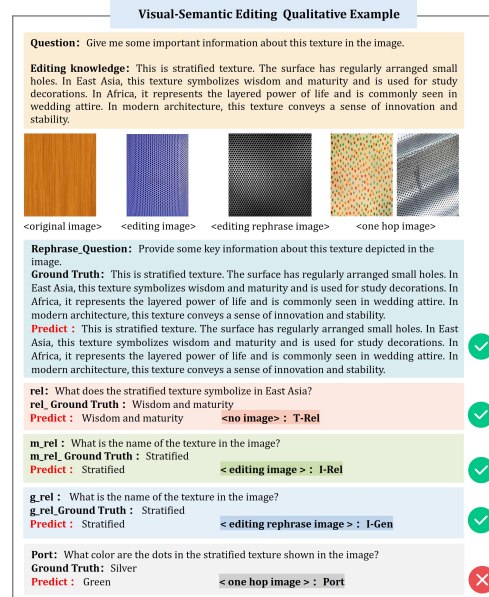 Visual-Semantic Editing Qualitative Example
Question: Give me some important information about this texture in the image.
Editing knowledge: This is stratified texture. The surface has regularly arranged small
holes. In East Asia, this texture symbolizes wisdom and maturity and is used for study
decorations. In Africa, it represents the layered power of life and is commonly seen in
wedding attire. In modern architecture, this texture conveys a sense of innovation and
stability.
<original image> <editing image> <editing rephrase image> <one hop image>
Rephrase_Question: Provide some key information about this texture depicted in the
image.
Ground Truth: This is stratified texture. The surface has regularly arranged small holes. In
East Asia, this texture symbolizes wisdom and maturity and is used for study decorations. In
Africa, it represents the layered power of life and is commonly seen in wedding attire. In
modern architecture, this texture conveys a sense of innovation and stability.
Predict: This is stratified texture. The surface has regularly arranged small holes. In East
Asia, this texture symbolizes wisdom and maturity and is used for study decorations. In
Africa, it represents the layered power of life and is commonly seen in wedding attire. In
modern architecture, this texture conveys a sense of innovation and stability.
rel: What does the stratified texture symbolize in East Asia?
rel_ Ground Truth: Wisdom and maturity
Predict: Wisdom and maturity <no image>: T-Rel
m_rel: What is the name of the texture in the image?
m_rel_ Ground Truth: Stratified
Predict: Stratified < editing image >: I-Rel
g_rel: What is the name of the texture in the image?
g_rel_Ground Truth: Stratified
Predict: Stratified < editing rephrase image >: I-Gen
Port: What color are the dots in the stratified texture shown in the image?
Ground Truth: Silver
Predict: Green < one hop image >: Port